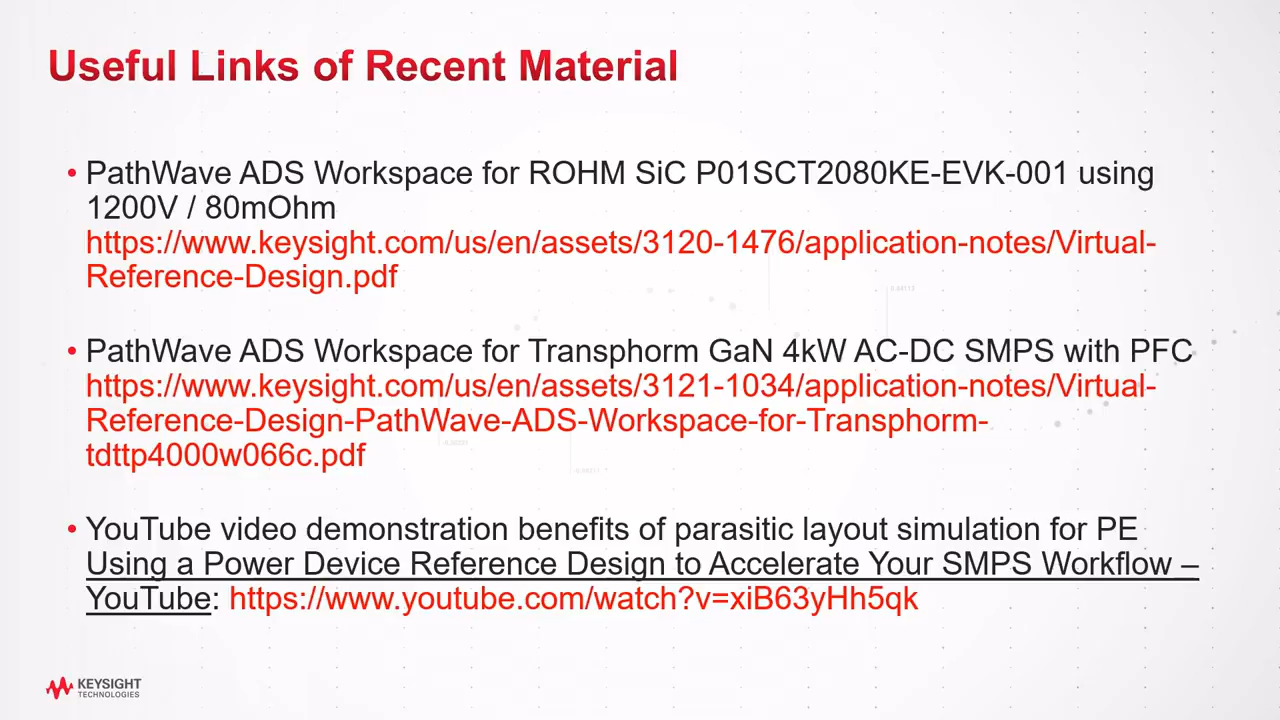 Useful Links of Recent Material
• PathWave ADS Workspace for ROHM SiC P01SCT2080KE-EVK-001 using
1200V / 80mOhm
https://www.keysight.com/us/en/assets/3120-1476/application-notes/Virtual-
Reference-Design.pdf
• PathWave ADS Workspace for Transphorm GaN 4kW AC-DC SMPS with PFC
https://www.keysight.com/us/en/assets/3121-1034/application-notes/Virtual-
Reference-Design-PathWave-ADS-Workspace-for-Transphorm-
tdttp4000w066c.pdf
• YouTube video demonstration benefits of parasitic layout simulation for PE
Using a Power Device Reference Design to Accelerate Your SMPS Workflow –
YouTube: https://www.youtube.com/watch?v=xiB63yHh5qk
KEYSIGHT
TECHNOLOGIES